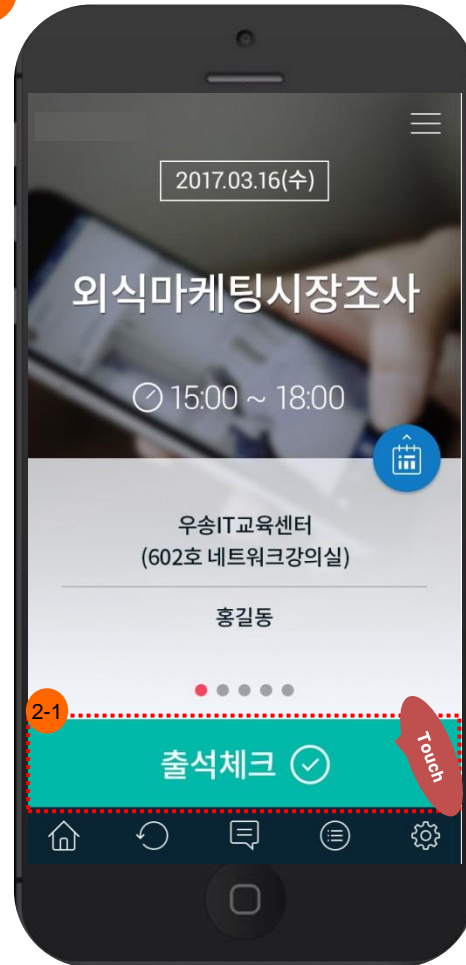 2017.03.16(수)
외식마케팅시장조사
15:00 ~ 18:00
우송IT교육센터
(602호 네트워크강의실)
홍길동
2-1
Touch
출석체크